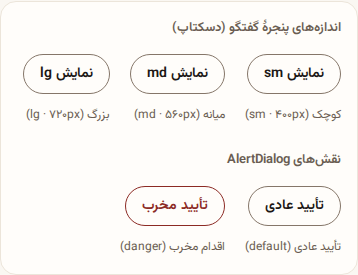 اندازه‌های پنجرهٔ گفتگو (دسکتاپ)
نمایش sm نمایش md نمایش lg
کوچک (sm · ۴۰۰px) میانه (md · ۵۶۰px) بزرگ (lg · ۷۲۰px)
نقش‌های AlertDialog
تأیید عادی تأیید مخرب
تأیید عادی (default) اقدام مخرب (danger)